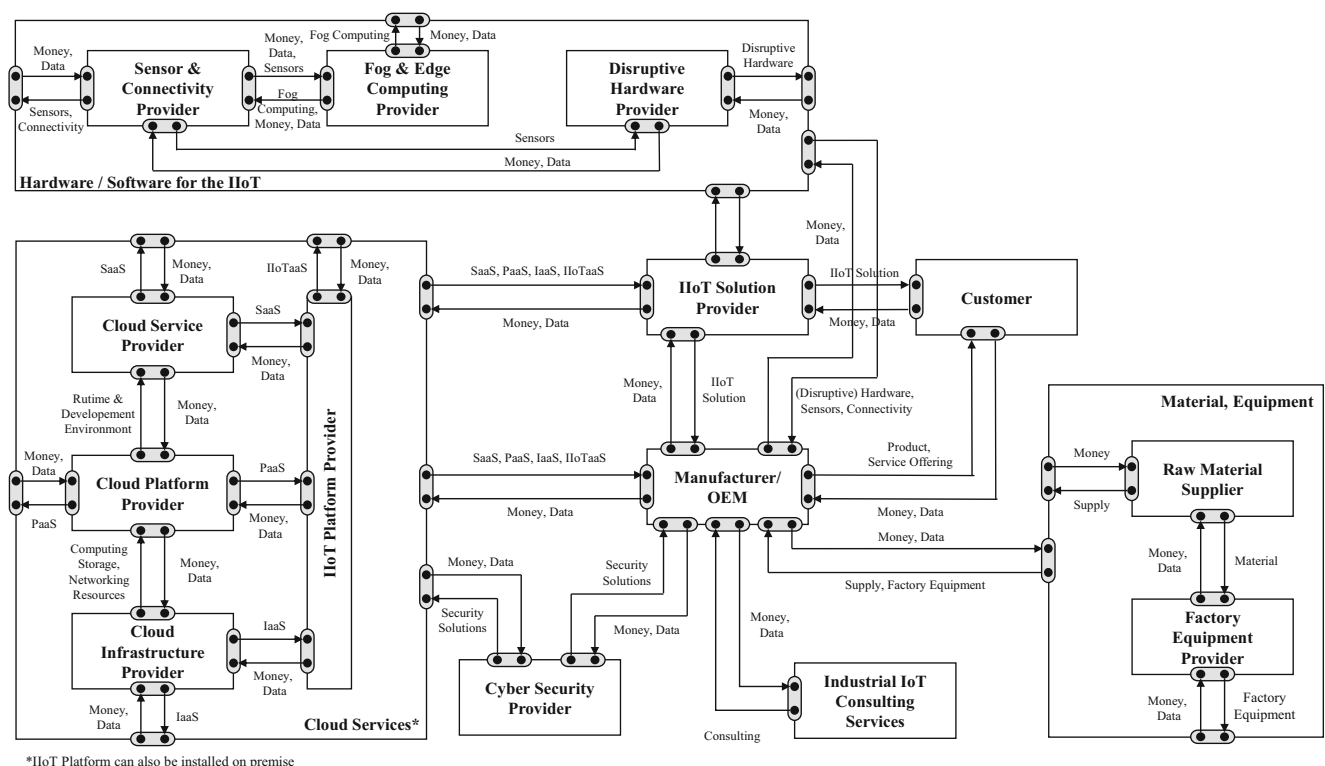 Fog Computing
Money, Data
Money,
Data
Sensors,
Connectivity
Sensor &
Connectivity
Provider
Money,
Data,
Sensors
Fog
Computing,
Money, Data
Fog & Edge
Computing
Provider
Disruptive
Hardware
Provider
Disruptive
Hardware
Money,
Data
Sensors
Money, Data
Hardware / Software for the IIoT
Money,
Data
SaaS
Money,
Data
IIoTaaS
Money,
Data
Cloud Service
Provider
SaaS
Money,
Data
Rutime &
Developement
Environment
Money,
Data
Money,
Data
PaaS
Cloud Platform
Provider
PaaS
Money,
Data
Computing
Storage,
Networking
Resources
Money,
Data
Cloud
Infrastructure
Provider
IaaS
Money,
Data
Money,
Data
IaaS
IIoT Platform Provider
Cloud Services*
SaaS, PaaS, IaaS, IIoTaaS
Money, Data
IIoT Solution
Provider
IIoT Solution
Money, Data
Customer
Money,
Data
IIoT
Solution
(Disruptive) Hardware,
Sensors, Connectivity
SaaS, PaaS, IaaS, IIoTaaS
Money, Data
Manufacturer/
OEM
Product,
Service Offering
Money, Data
Money, Data
Supply, Factory Equipment
Money, Data
Security
Solutions
Security
Solutions
Money, Data
Cyber Security
Provider
Money,
Data
Consulting
Industrial IoT
Consulting
Services
Material, Equipment
Money
Supply
Raw Material
Supplier
Money,
Data
Material
Factory
Equipment
Provider
Money,
Data
Factory
Equipment
*IIoT Platform can also be installed on premise